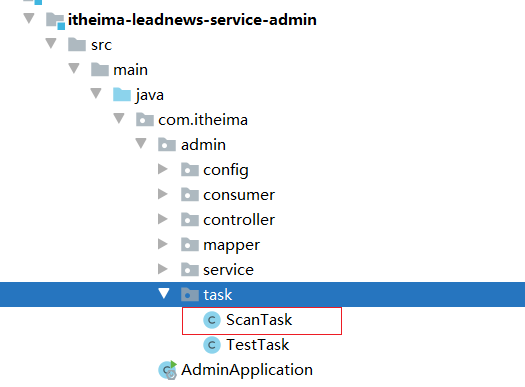 itheima-leadnews-service-admin
src
main
java
com.itheima
admin
config
consumer
controller
mapper
service
task
ScanTask
TestTask
AdminApplication